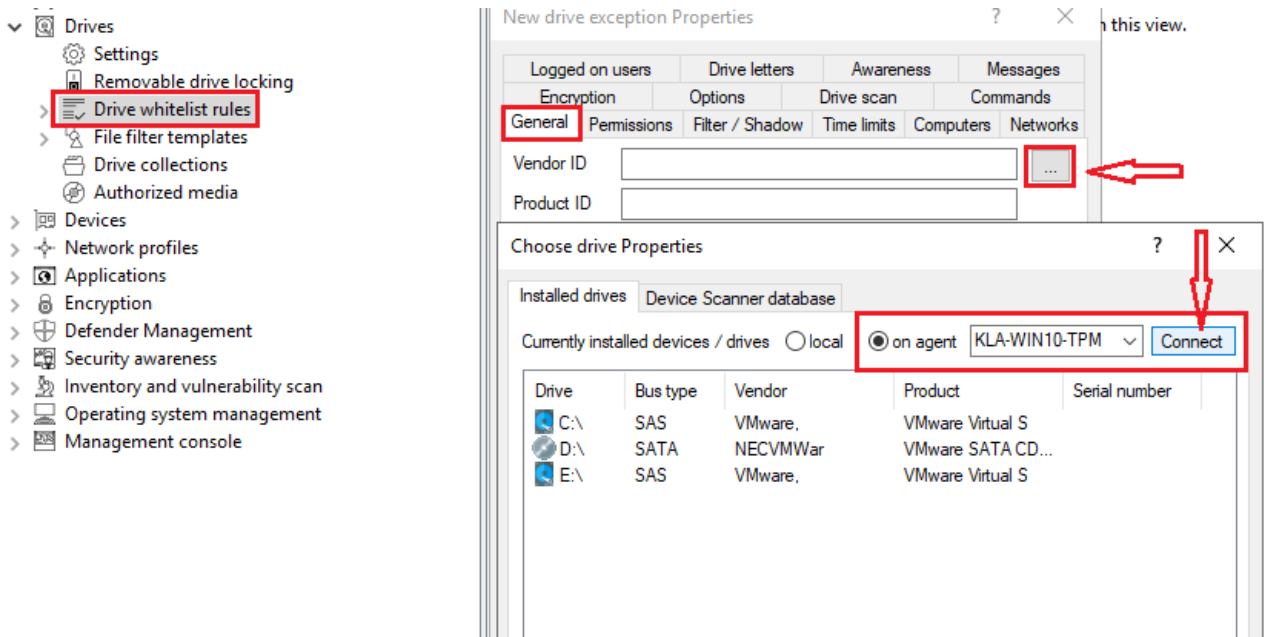 Drives
Settings
Removable drive locking
Drive whitelist rules
File filter templates
Drive collections
Authorized media
Devices
Network profiles
Applications
Encryption
Defender Management
Security awareness
Inventory and vulnerability scan
Operating system management
Management console
New drive exception Properties ?
this view.
Logged on users Drive letters Awareness Messages
Encryption Options Drive scan Commands
General Permissions Filter / Shadow Time limits Computers Networks
Vendor ID ...
Product ID
Choose drive Properties ?
Installed drives Device Scanner database
Currently installed devices / drives local on agent KLA-WIN10-TPM Connect
Drive Bus type Vendor Product Serial number
C:\ SAS VMware, VMware Virtual S
D:\ SATA NECVMWar VMware SATA CD...
E:\ SAS VMware, VMware Virtual S